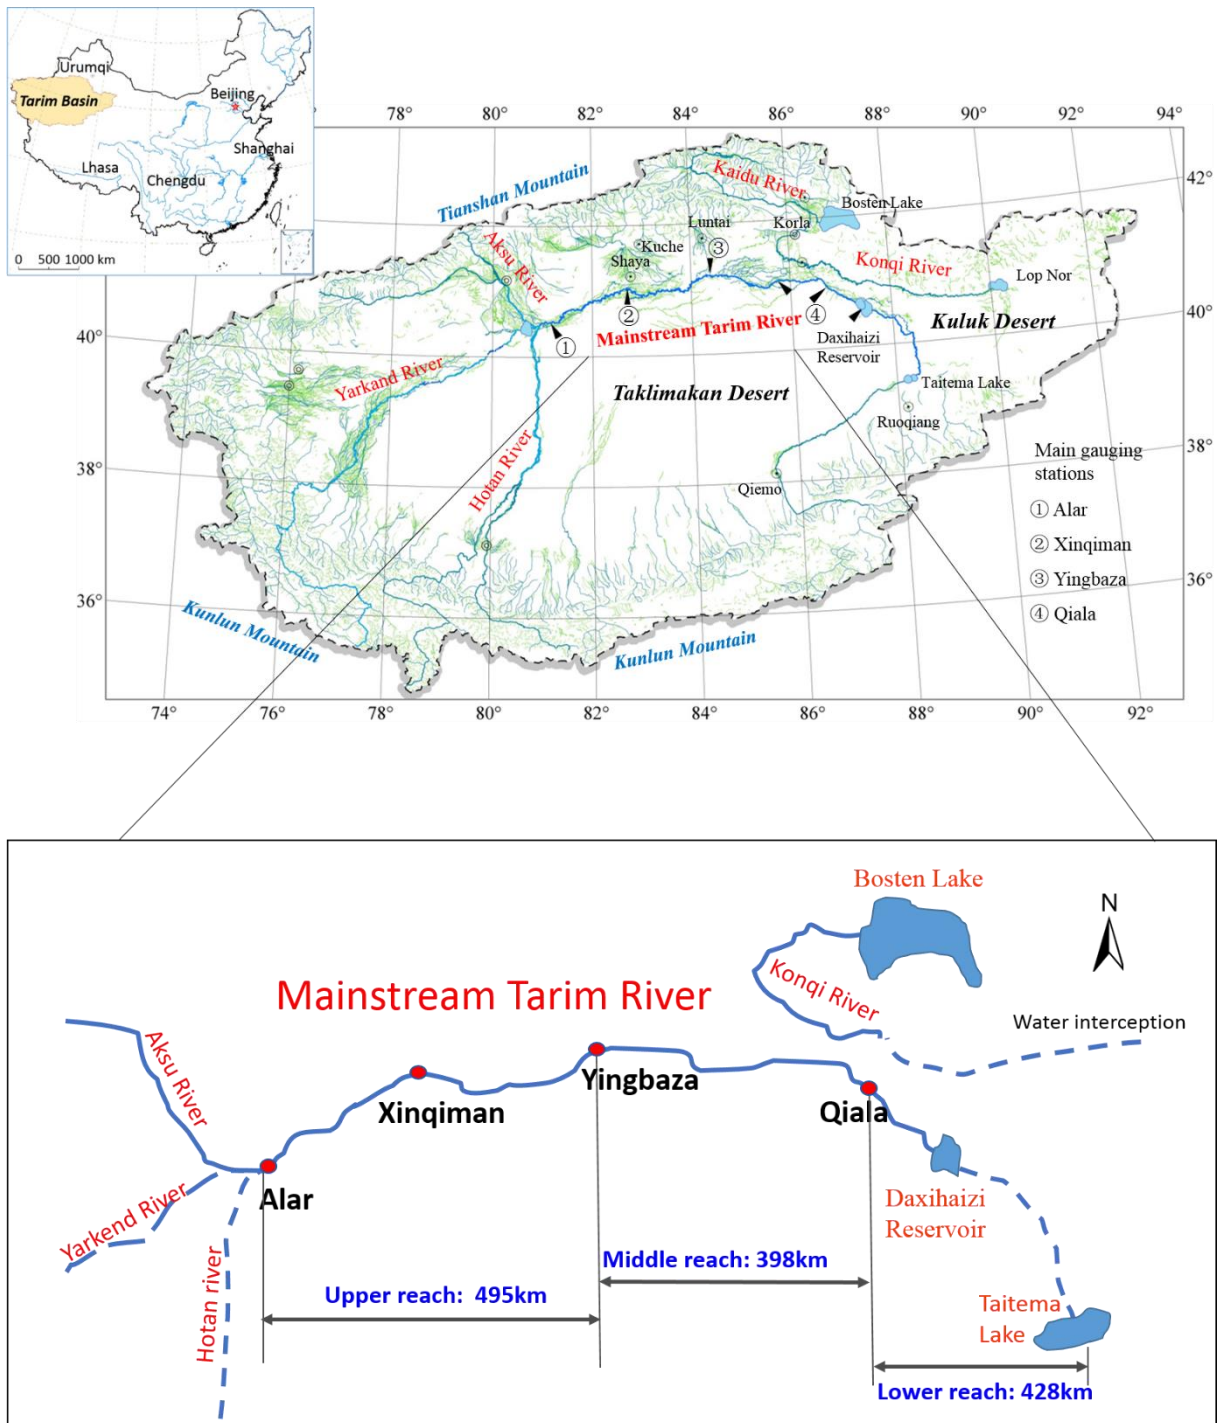 Urumqi
Tarim Basin
Beijing
Shanghai
Lhasa
Chengdu
0 500 1000 km
78° 80° 82° 84° 86° 88° 90° 92° 94°
42°
40°
38°
36°
40°
38°
36°
74° 76° 78° 80° 82° 84° 86° 88° 90° 92°
Tianshan Mountain
Kaidu River
Bosten Lake
Luntai
Korla
Aksu River
Kuche
③
Shaya
Konqi River
Lop Nor
②
④
Mainstream Tarim River
①
Kuluk Desert
Daxihaizi
Reservoir
Yarkand River
Taklimakan Desert
Taitema Lake
Ruoqiang
Hotan River
Qiemo
Main gauging
stations
① Alar
② Xinqiman
③ Yingbaza
④ Qiala
Kunlun Mountain
Kunlun Mountain
Bosten Lake
N
Konqi River
Mainstream Tarim River
Water interception
Aksu River
Yingbaza
Xinqiman
Qiala
Alar
Yarkend River
Daxihaizi
Reservoir
Hotan river
Middle reach: 398km
Upper reach: 495km
Taitema
Lake
Lower reach: 428km